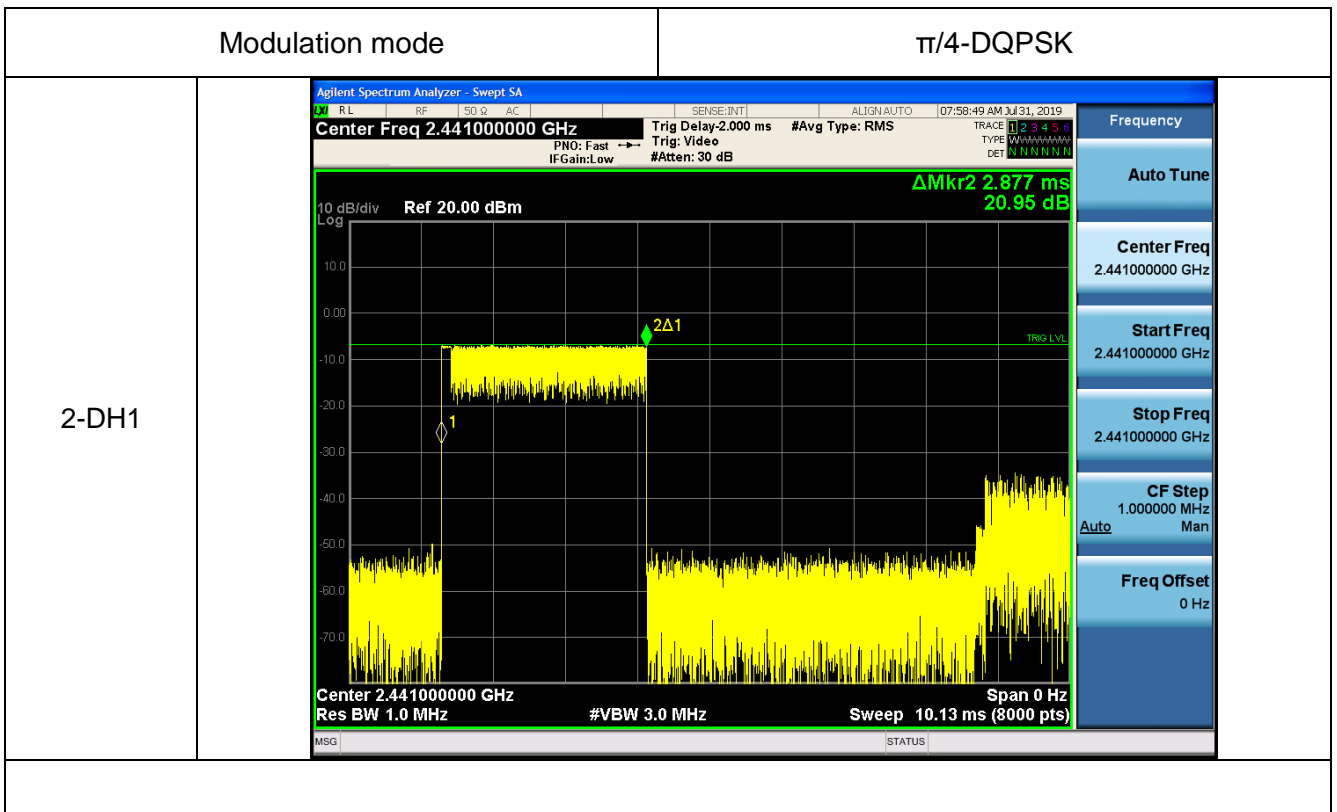 Modulation mode π/4-DQPSK
2-DH1
Agilent Spectrum Analyzer - Swept SA
LXI RL RF 50 Ω AC SENSE:INT ALIGN AUTO 07:58:49 AM Jul 31, 2019
Center Freq 2.441000000 GHz
PNO: Fast
IFGain:Low
Trig Delay-2.000 ms
Trig: Video
#Atten: 30 dB
#Avg Type: RMS
TRACE 1 2 3 4 5 6
TYPE WWWWWW
DET N N N N N N
ΔMkr2 2.877 ms
20.95 dB
10 dB/div Ref 20.00 dBm
Log
10.0
0.00
-10.0
-20.0
-30.0
-40.0
-50.0
-60.0
-70.0
2Δ1
TRIG LVL
1
Center 2.441000000 GHz Span 0 Hz
Res BW 1.0 MHz #VBW 3.0 MHz Sweep 10.13 ms (8000 pts)
MSG STATUS
Frequency
Auto Tune
Center Freq
2.441000000 GHz
Start Freq
2.441000000 GHz
Stop Freq
2.441000000 GHz
CF Step
1.000000 MHz
Auto Man
Freq Offset
0 Hz